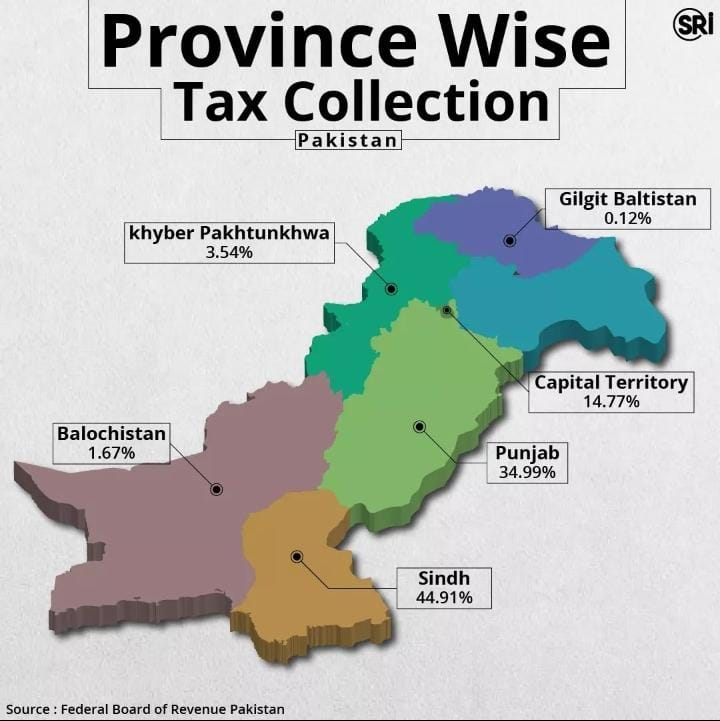 Province Wise
Tax Collection
Pakistan
SRi
Gilgit Baltistan
0.12%
khyber Pakhtunkhwa
3.54%
Capital Territory
14.77%
Balochistan
1.67%
Punjab
34.99%
Sindh
44.91%
Source : Federal Board of Revenue Pakistan